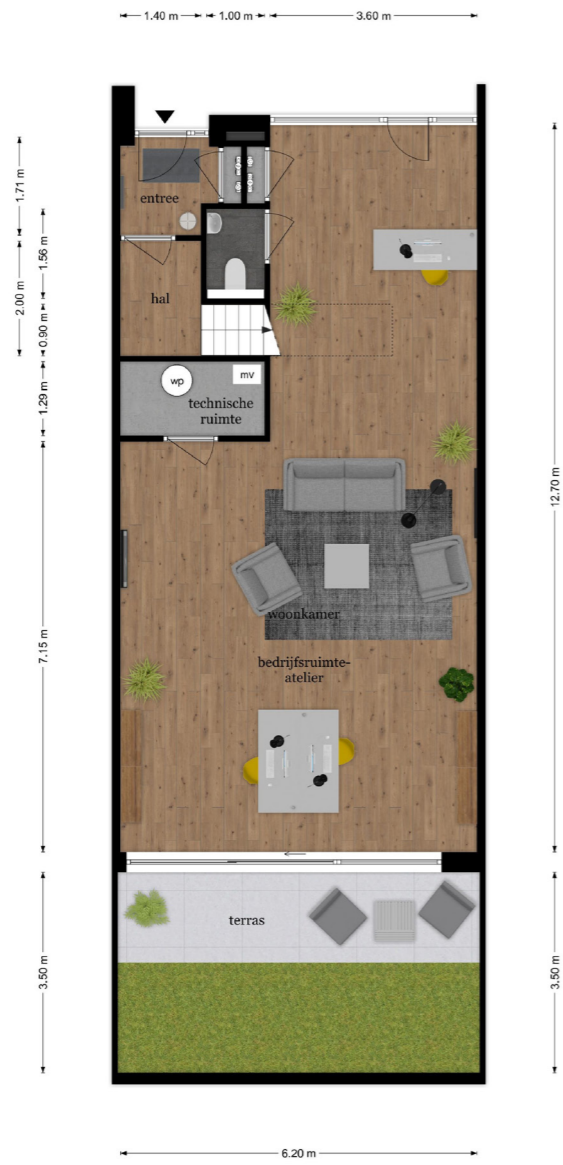 1.40 m
1.00 m
3.60 m
1.71 m
entree
1.56 m
2.00 m
hal
0.90 m
wp
mv
technische
ruimte
1.29 m
12.70 m
7.15 m
woonkamer
bedrijfsruimte-
atelier
terras
3.50 m
3.50 m
6.20 m